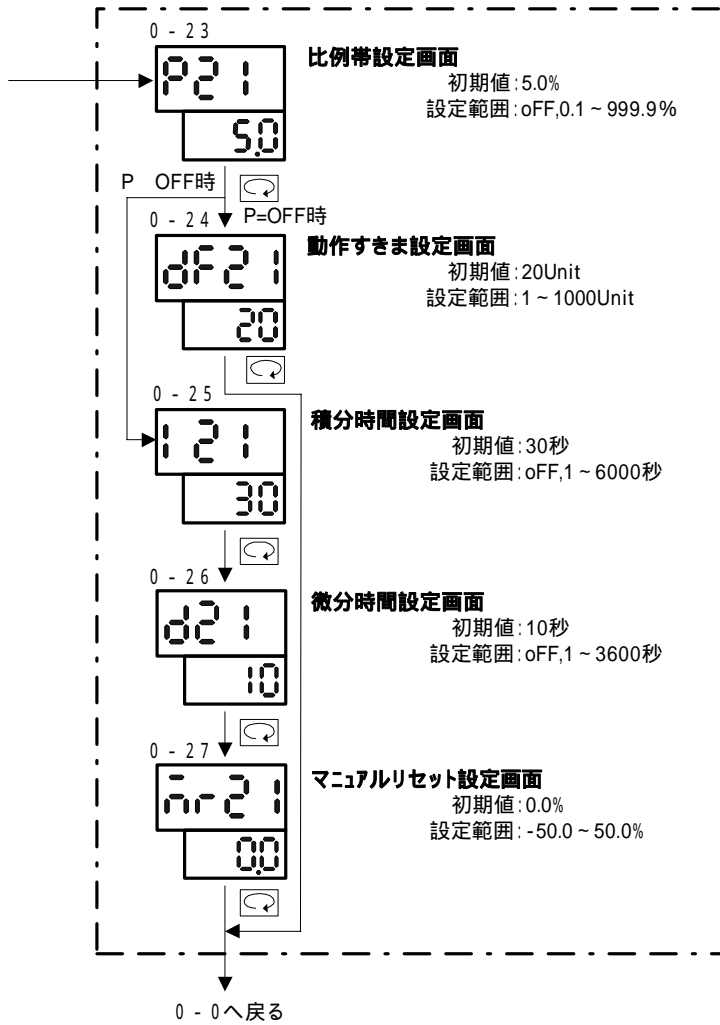 0 - 23
P21
5.0
比例帯設定画面
初期値:5.0%
設定範囲:oFF,0.1 ~ 999.9%
P OFF時
P=OFF時
0 - 24
dF21
20
動作すきま設定画面
初期値:20Unit
設定範囲:1 ~ 1000Unit
0 - 25
I21
30
積分時間設定画面
初期値:30秒
設定範囲:oFF,1 ~ 6000秒
0 - 26
d21
10
微分時間設定画面
初期値:10秒
設定範囲:oFF,1 ~ 3600秒
0 - 27
mr21
0.0
マニュアルリセット設定画面
初期値:0.0%
設定範囲:-50.0 ~ 50.0%
0 - 0へ戻る